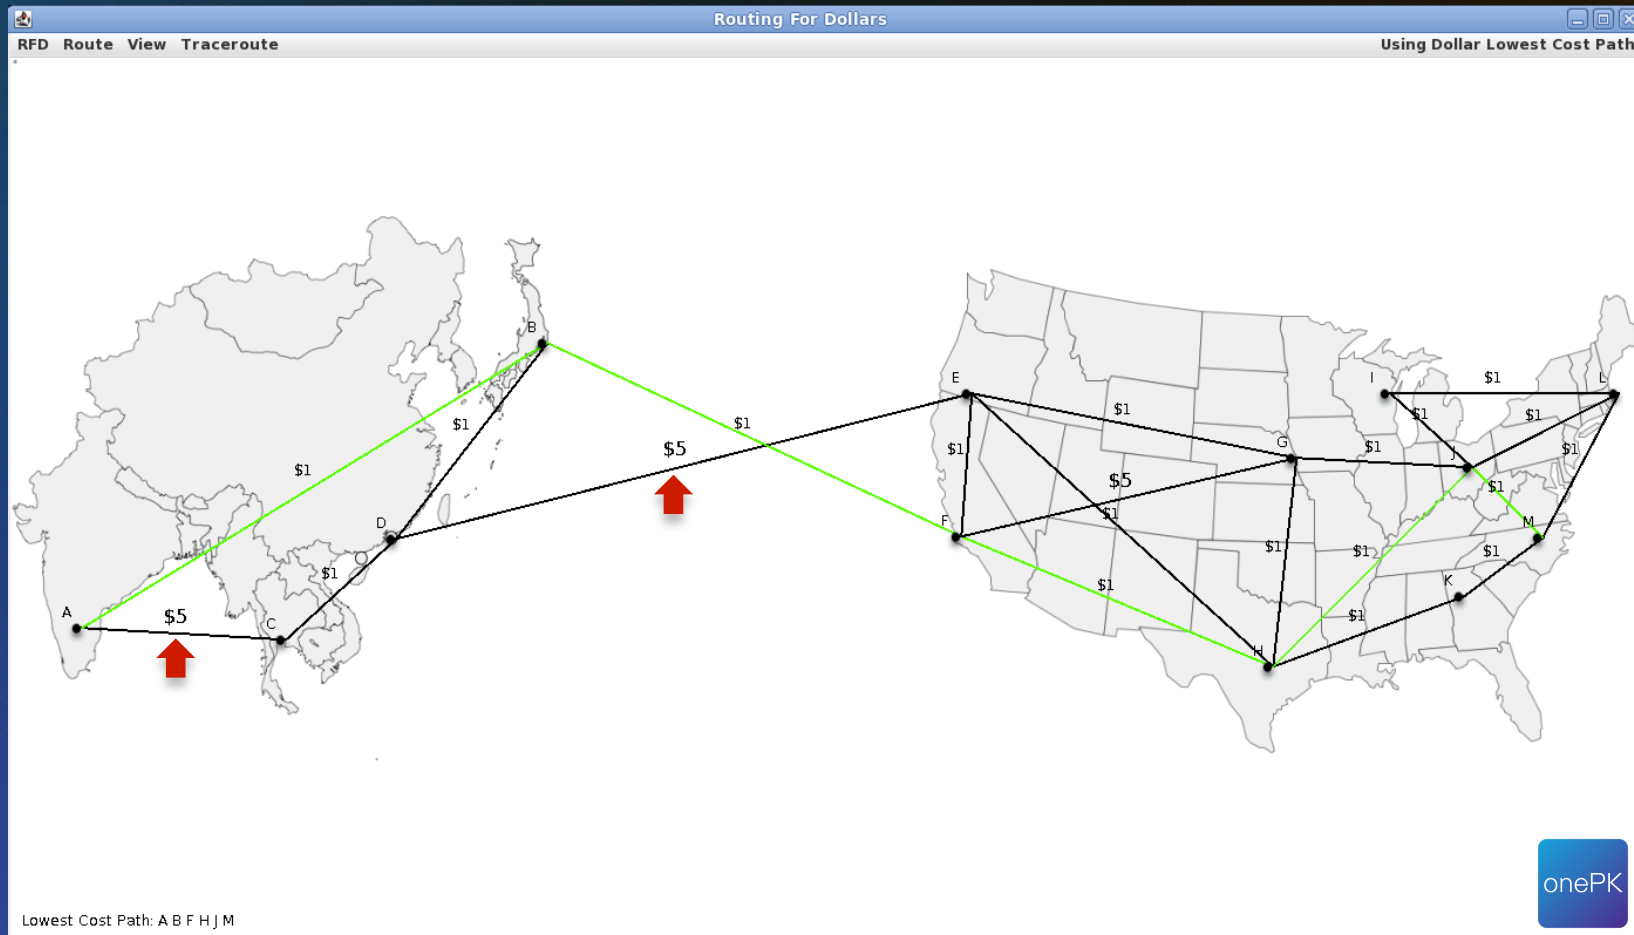 Routing For Dollars
RFD Route View Traceroute
Using Dollar Lowest Cost Path
B
E
I
L
$1
$1
$1
$1
$1
$1
$1
$5
$1
G
$1
J
$1
$1
$5
$1
$1
D
F
M
$1
$1
$1
$1
$1
K
A
$5
C
$1
H
onePK
Lowest Cost Path: A B F H J M